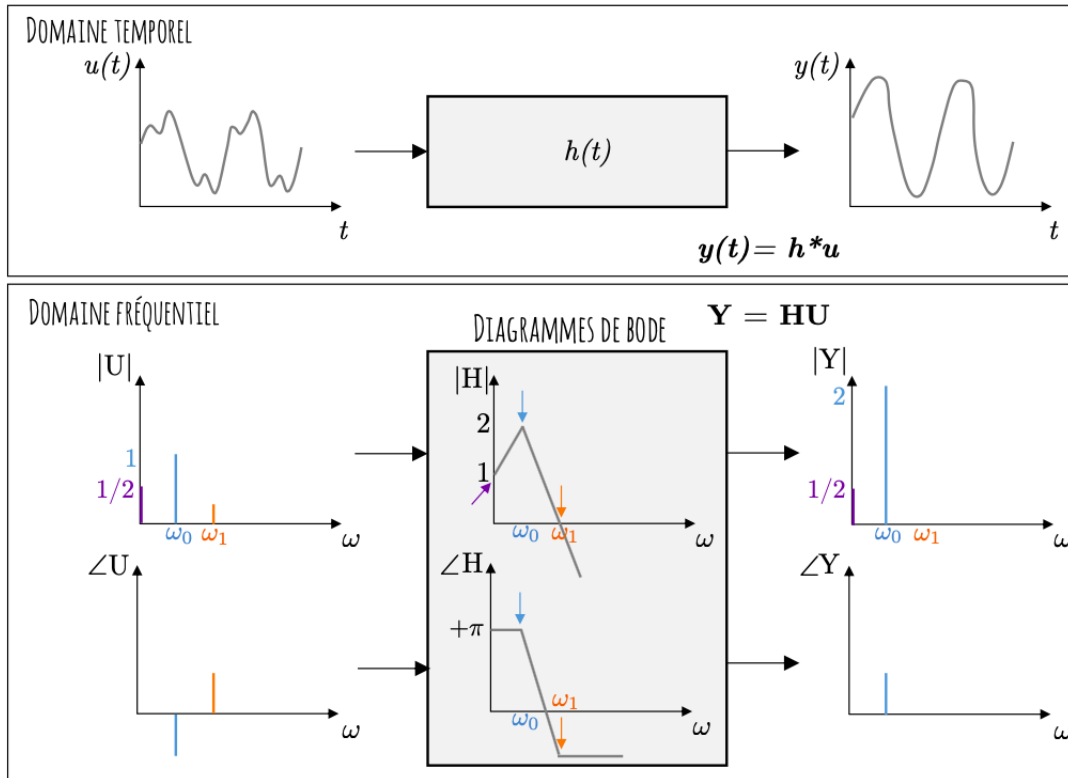 DOMAINE TEMPOREL
u(t)
t
h(t)
y(t)
t
y(t)= h*u
DOMAINE FRÉQUENTIEL
DIAGRAMMES DE BODE
Y = HU
|U|
1
1/2
ω0 ω1 ω
|H|
2
1
ω0 ω1 ω
|Y|
2
1/2
ω0 ω1 ω
∠U
ω
∠H
+π
ω0 ω1 ω
∠Y
ω